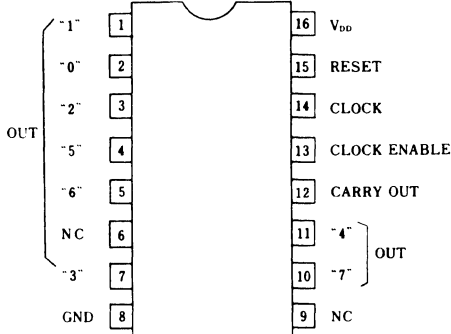 "1" 1 16 VDD
"0" 2 15 RESET
"2" 3 14 CLOCK
OUT "5" 4 13 CLOCK ENABLE
"6" 5 12 CARRY OUT
NC 6 11 "4"
OUT
"3" 7 10 "7"
GND 8 9 NC